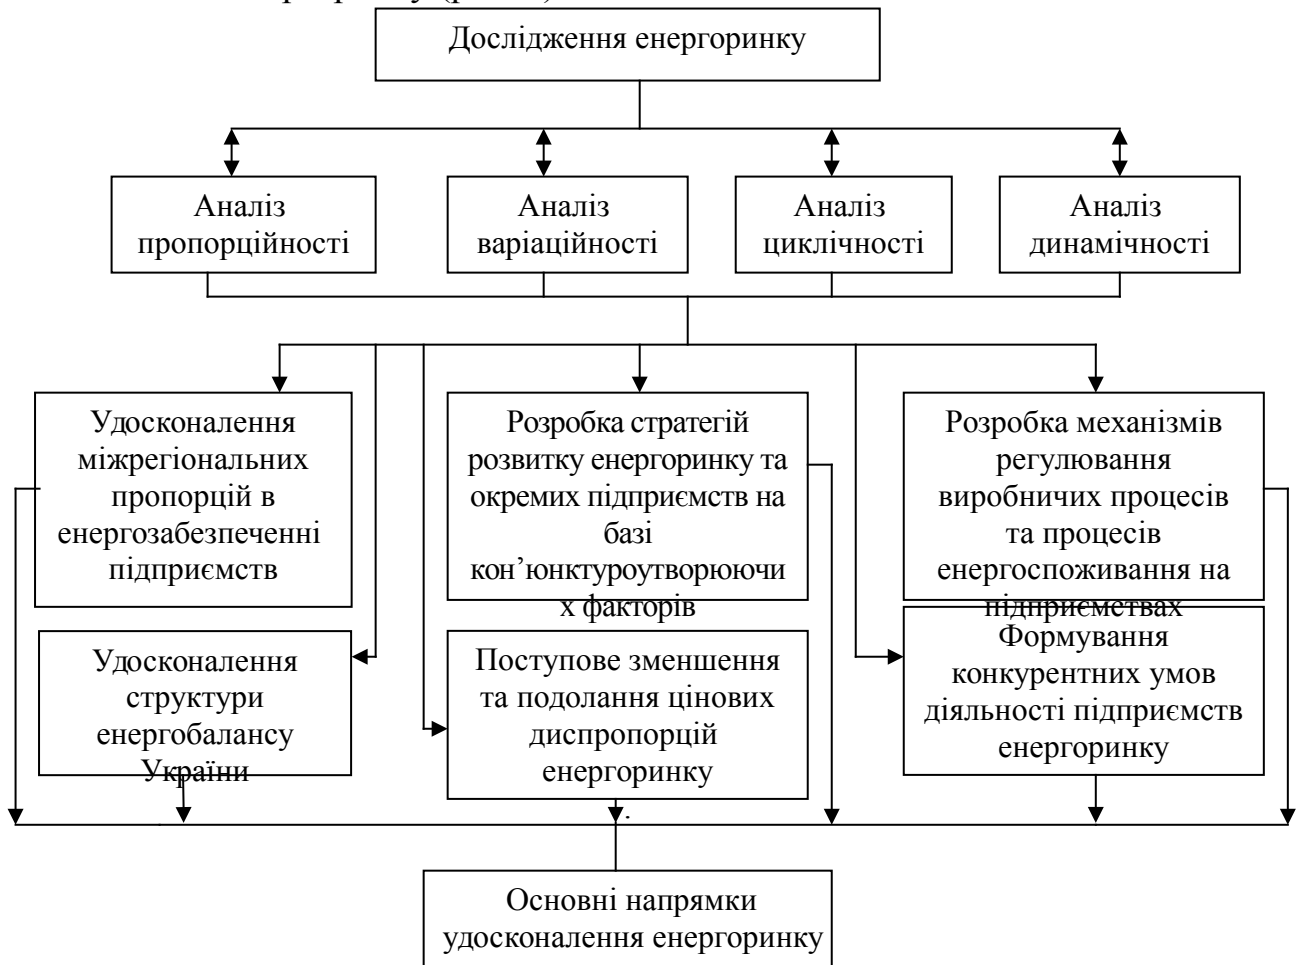 Дослідження енергоринку
Аналіз
пропорційності
Аналіз
варіаційності
Аналіз
циклічності
Аналіз
динамічності
Удосконалення
міжрегіональних
пропорцій в
енергозабезпеченні
підприємств
Розробка стратегій
розвитку енергоринку та
окремих підприємств на
базі
кон’юнктуроутворюючи
х факторів
Розробка механізмів
регулювання
виробничих процесів
та процесів
енергоспоживання на
підприємствах
Удосконалення
структури
енергобалансу
України
Поступове зменшення
та подолання цінових
диспропорцій
енергоринку
Формування
конкурентних умов
діяльності підприємств
енергоринку
Основні напрямки
удосконалення енергоринку